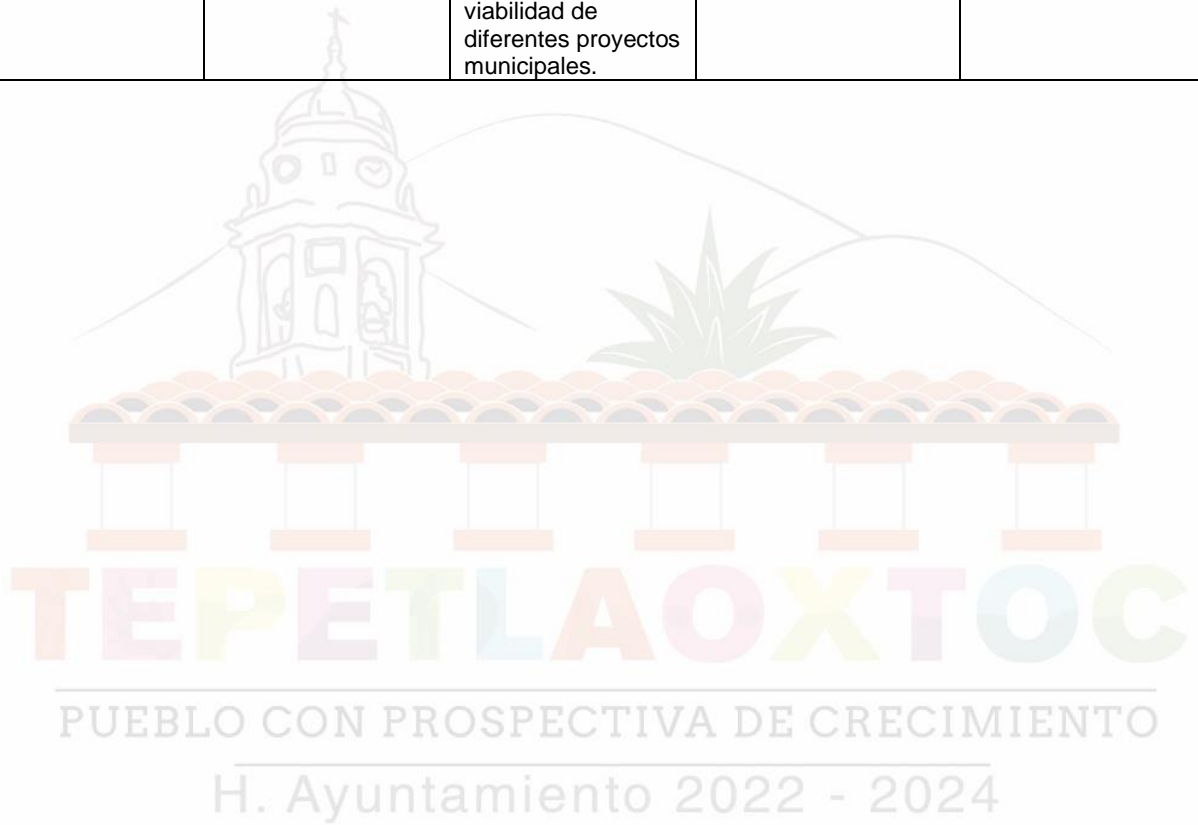 viabilidad de
diferentes proyectos
municipales.
TEPETLAOXTOC
PUEBLO CON PROSPECTIVA DE CRECIMIENTO
H. Ayuntamiento 2022 - 2024